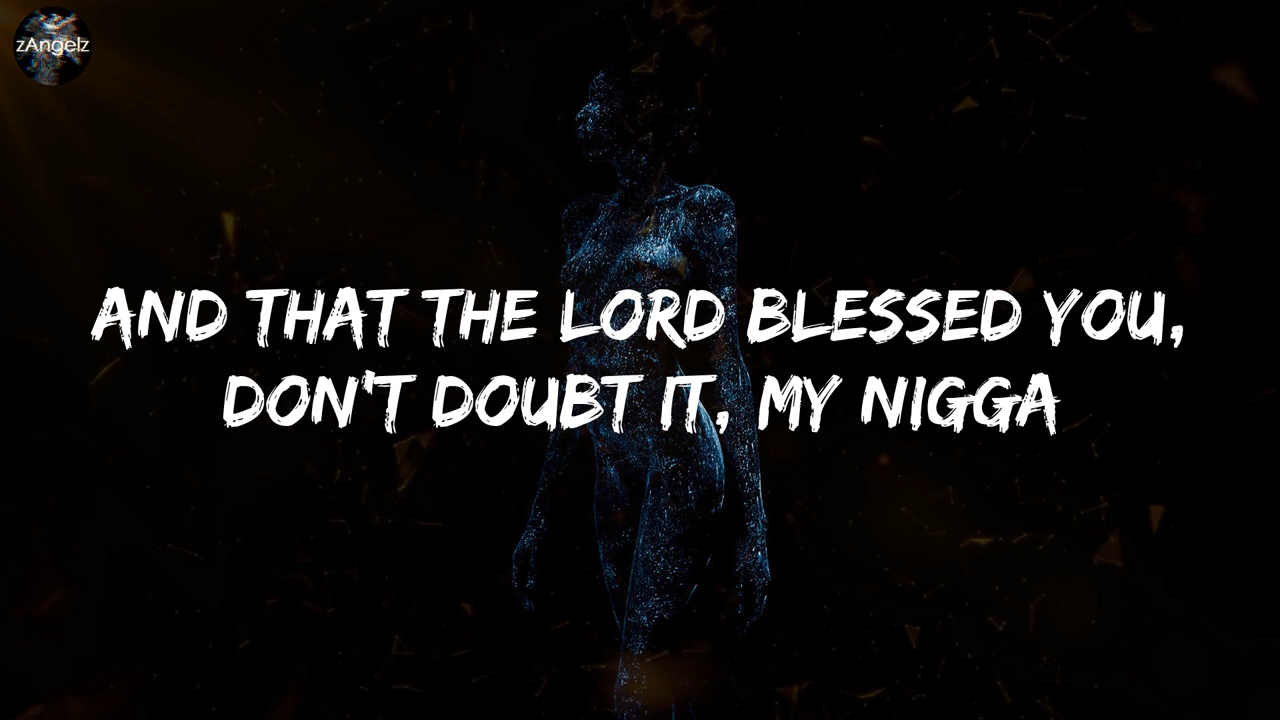 zAngelz
AND THAT THE LORD BLESSED YOU,
DON'T DOUBT IT, MY NIGGA